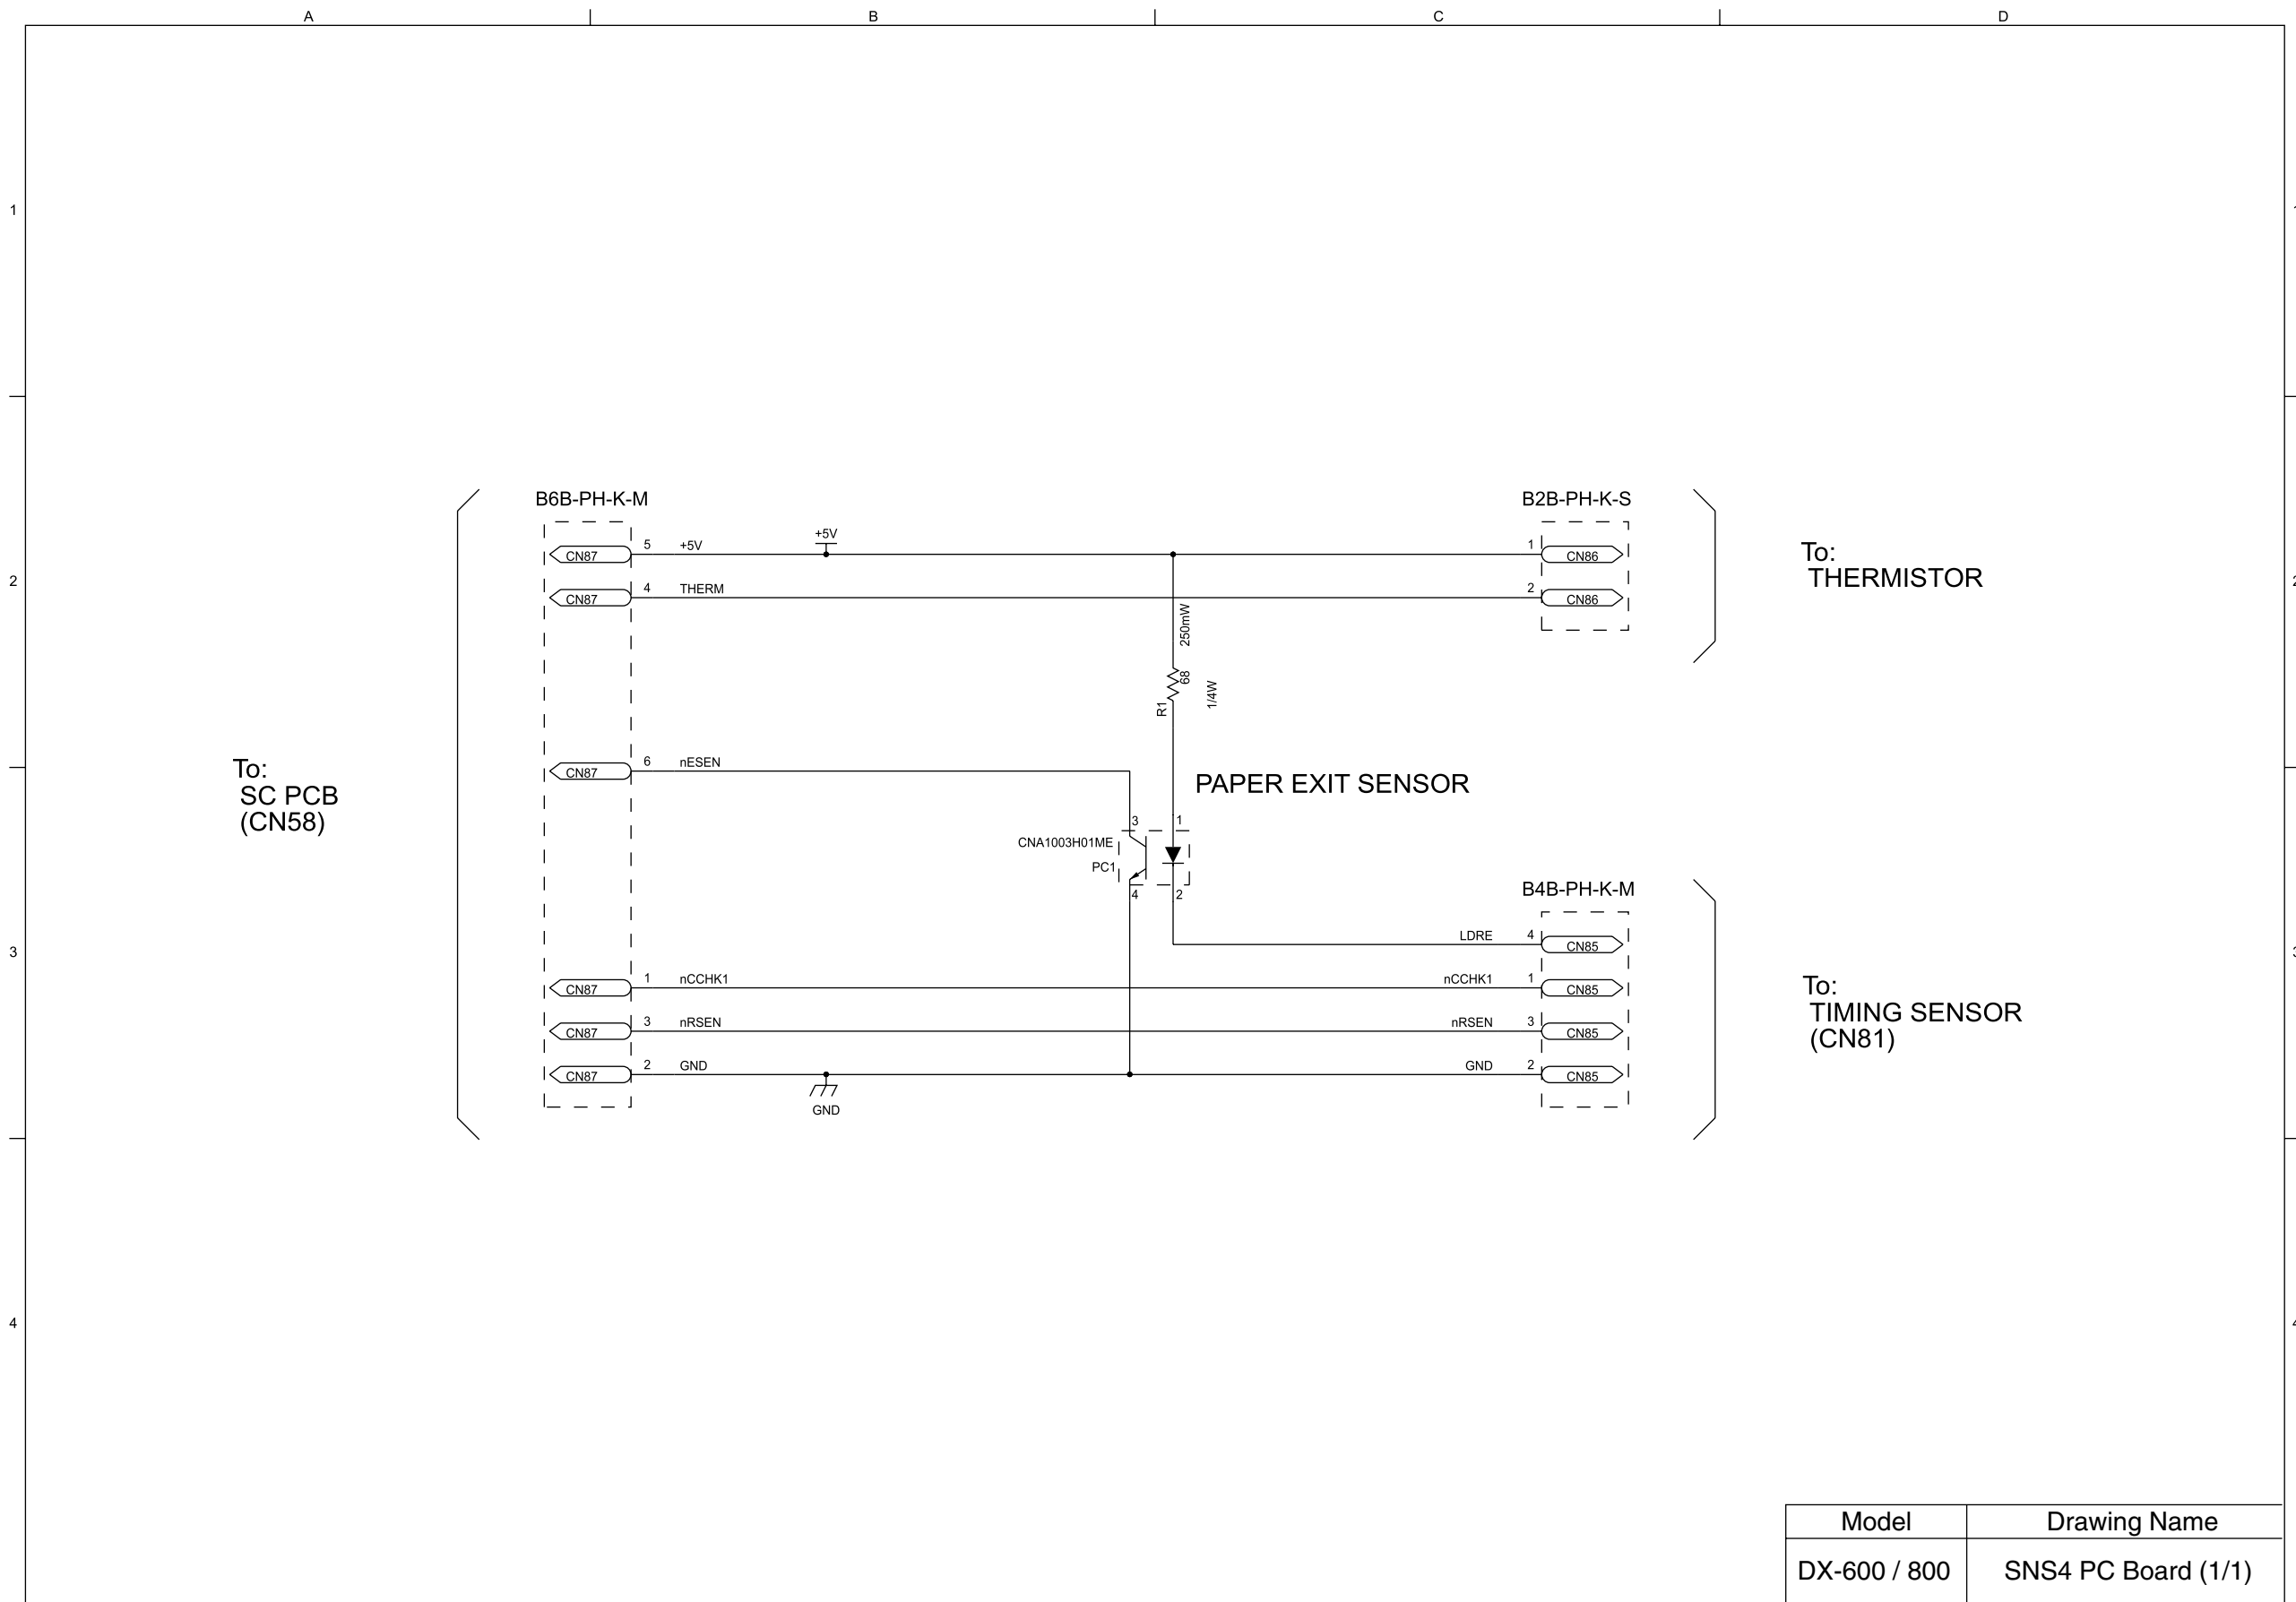 A
B
C
D
1
2
3
4
B6B-PH-K-M
B2B-PH-K-S
CN87
5
+5V
+5V
1
CN86
CN87
4
THERM
2
CN86
To:
THERMISTOR
250mW
68
1/4W
R1
To:
SC PCB
(CN58)
CN87
6
nESEN
PAPER EXIT SENSOR
3
1
CNA1003H01ME
PC1
4
2
B4B-PH-K-M
LDRE
4
CN85
CN87
1
nCCHK1
nCCHK1
1
CN85
To:
TIMING SENSOR
(CN81)
CN87
3
nRSEN
nRSEN
3
CN85
CN87
2
GND
GND
GND
2
CN85
Model
Drawing Name
DX-600 / 800
SNS4 PC Board (1/1)